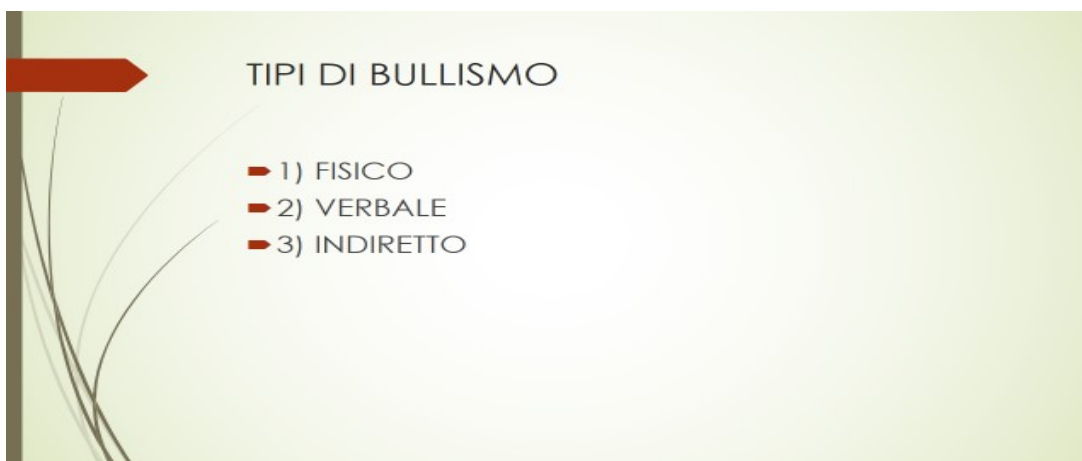 TIPI DI BULLISMO
1) FISICO
2) VERBALE
3) INDIRETTO